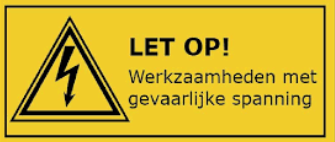 LET OP!
Werkzaamheden met
gevaarlijke spanning